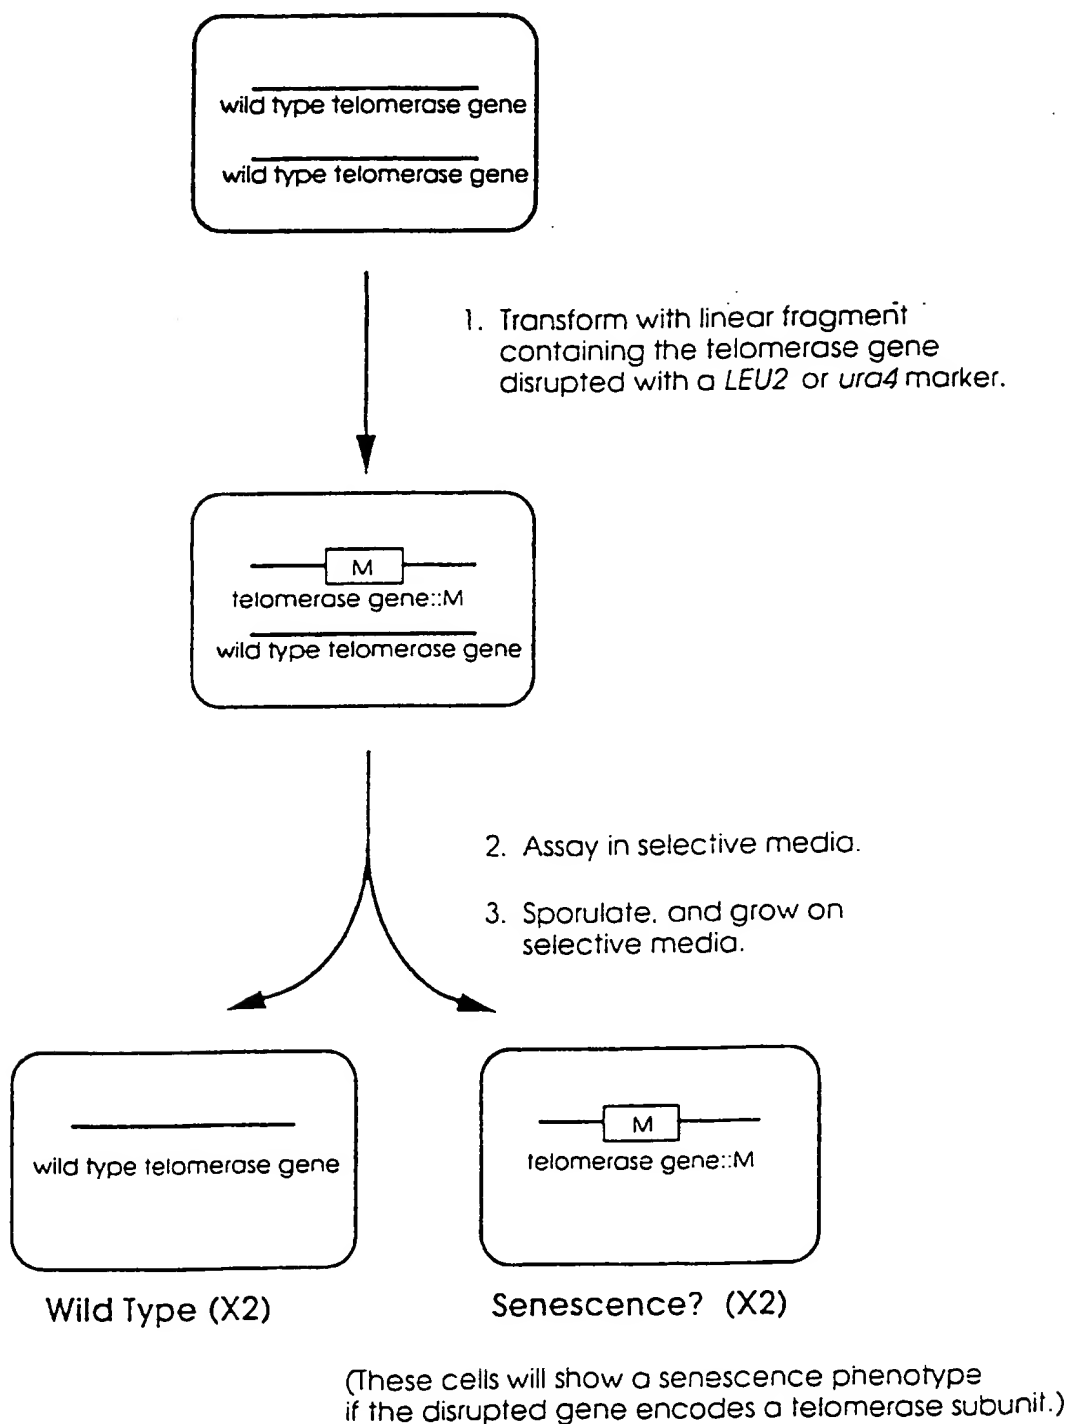 wild type telomerase gene
wild type telomerase gene
1. Transform with linear fragment
containing the telomerase gene
disrupted with a LEU2 or ura4 marker.
M
telomerase gene::M
wild type telomerase gene
2. Assay in selective media.
3. Sporulate, and grow on
selective media.
wild type telomerase gene
M
telomerase gene::M
Wild Type (X2)
Senescence? (X2)
(These cells will show a senescence phenotype
if the disrupted gene encodes a telomerase subunit.)